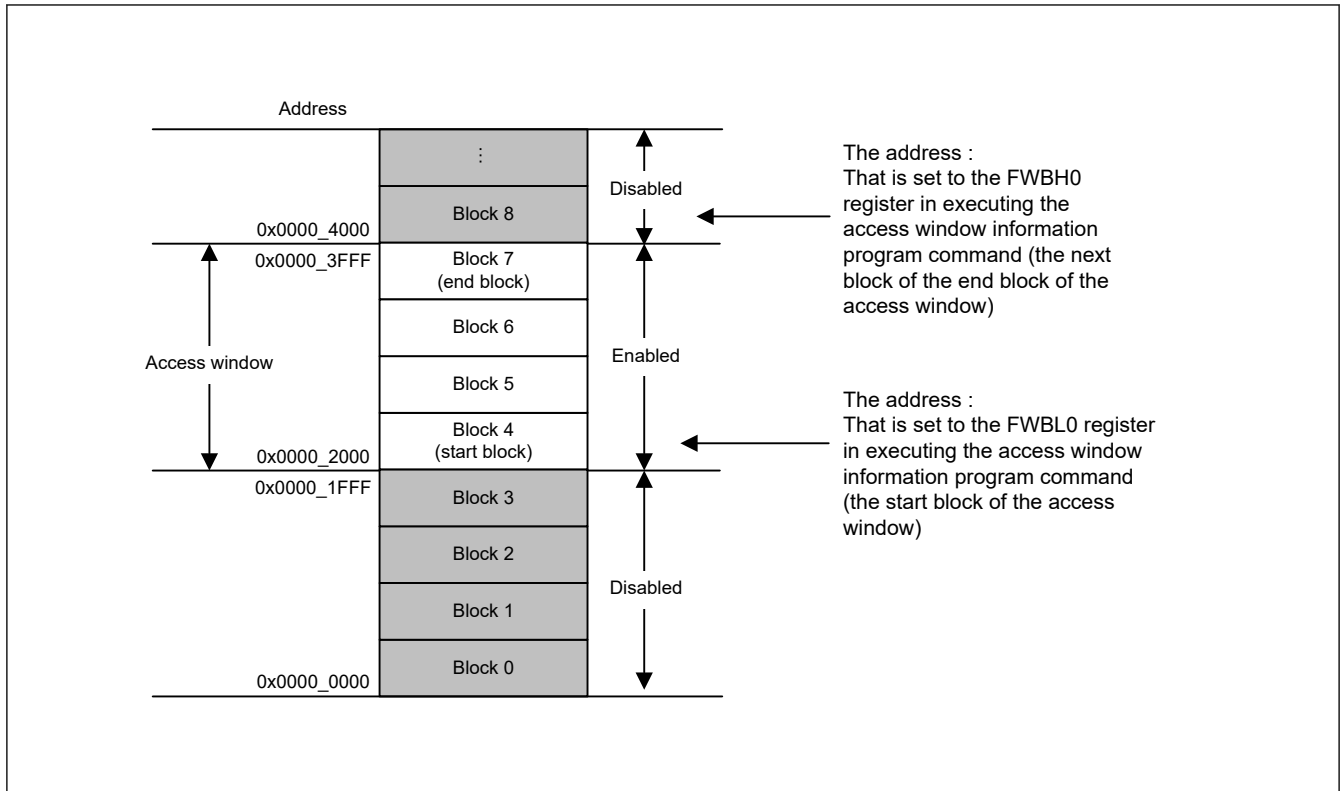 Address
⋮
Disabled
Block 8
0x0000_4000
0x0000_3FFF
Block 7
(end block)
Block 6
Access window
Enabled
Block 5
Block 4
(start block)
0x0000_2000
0x0000_1FFF
Block 3
Block 2
Disabled
Block 1
Block 0
0x0000_0000
The address :
That is set to the FWBH0
register in executing the
access window information
program command (the next
block of the end block of the
access window)
The address :
That is set to the FWBL0 register
in executing the access window
information program command
(the start block of the access
window)